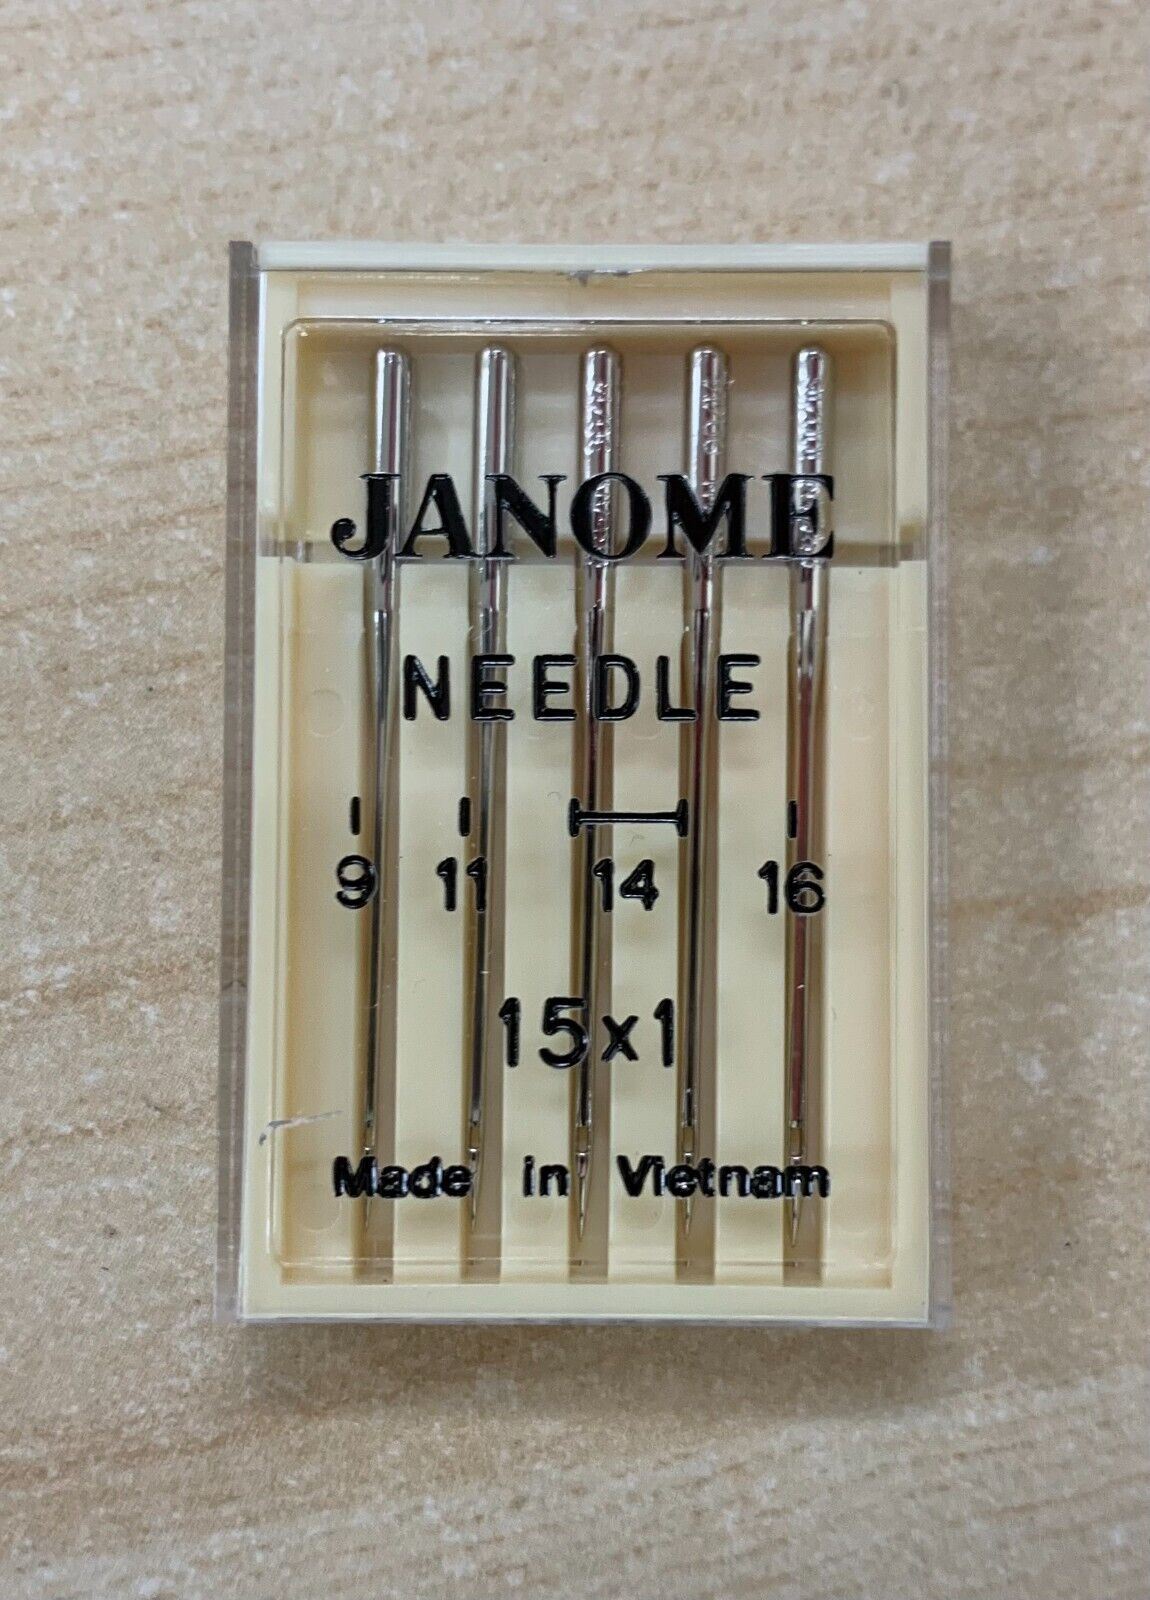 JANOME
NEEDLE
9 11 14 16
15x1
Made in Vietnam